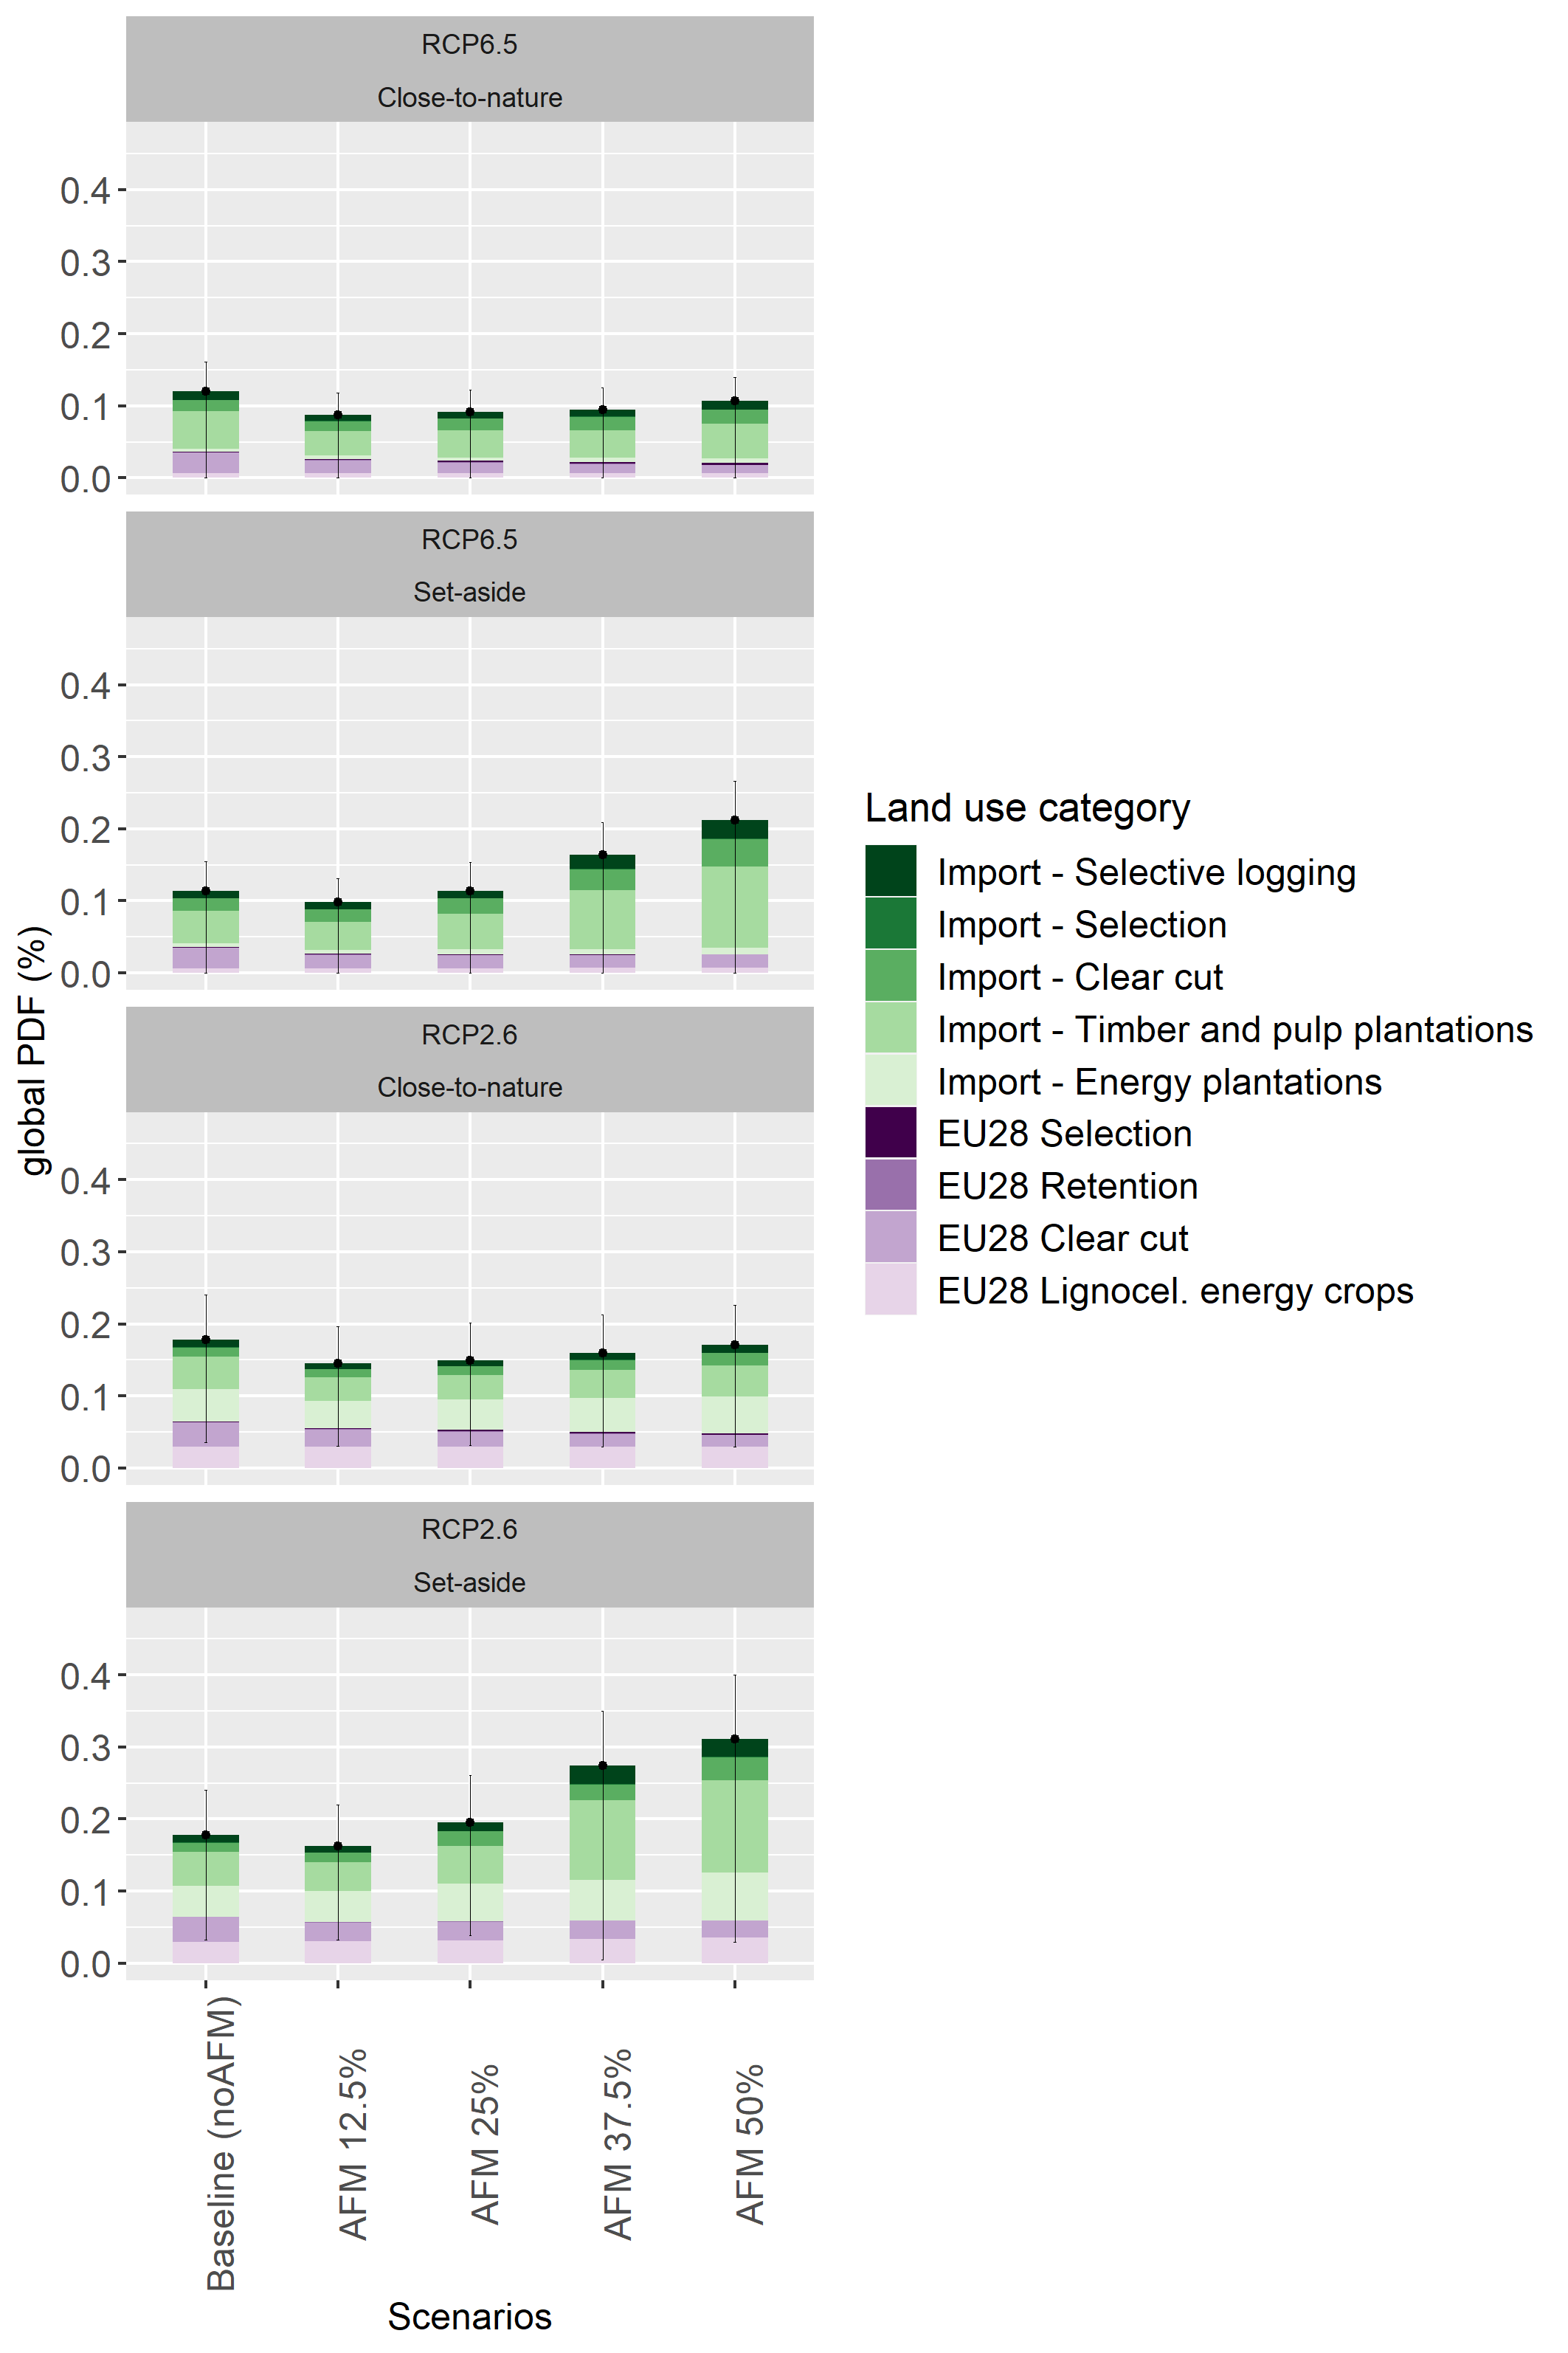 RCP6.5
Close-to-nature
0.4
0.3
0.2
0.1
0.0
RCP6.5
Set-aside
0.4
0.3
0.2
0.1
0.0
RCP2.6
Close-to-nature
0.4
0.3
0.2
0.1
0.0
RCP2.6
Set-aside
0.4
0.3
0.2
0.1
0.0
global PDF (%)
Baseline (noAFM)
AFM 12.5%
AFM 25%
AFM 37.5%
AFM 50%
Scenarios
Land use category
Import - Selective logging
Import - Selection
Import - Clear cut
Import - Timber and pulp plantations
Import - Energy plantations
EU28 Selection
EU28 Retention
EU28 Clear cut
EU28 Lignocel. energy crops